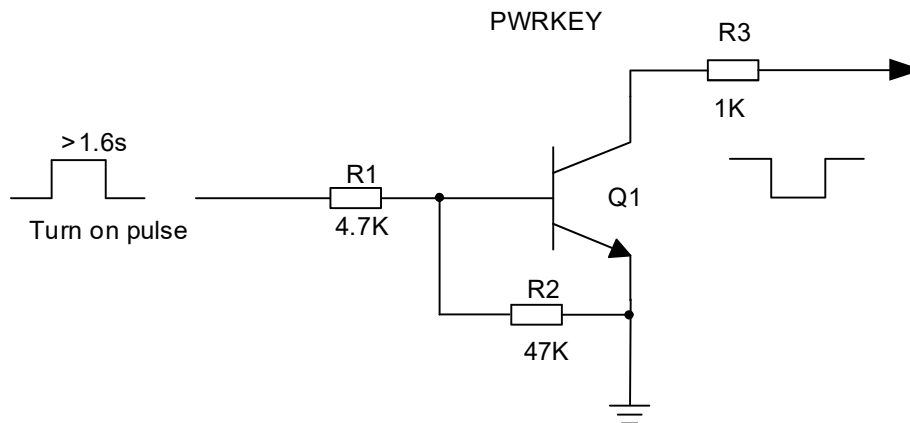 PWRKEY
R3
1K
>1.6s
Turn on pulse
R1
4.7K
Q1
R2
47K